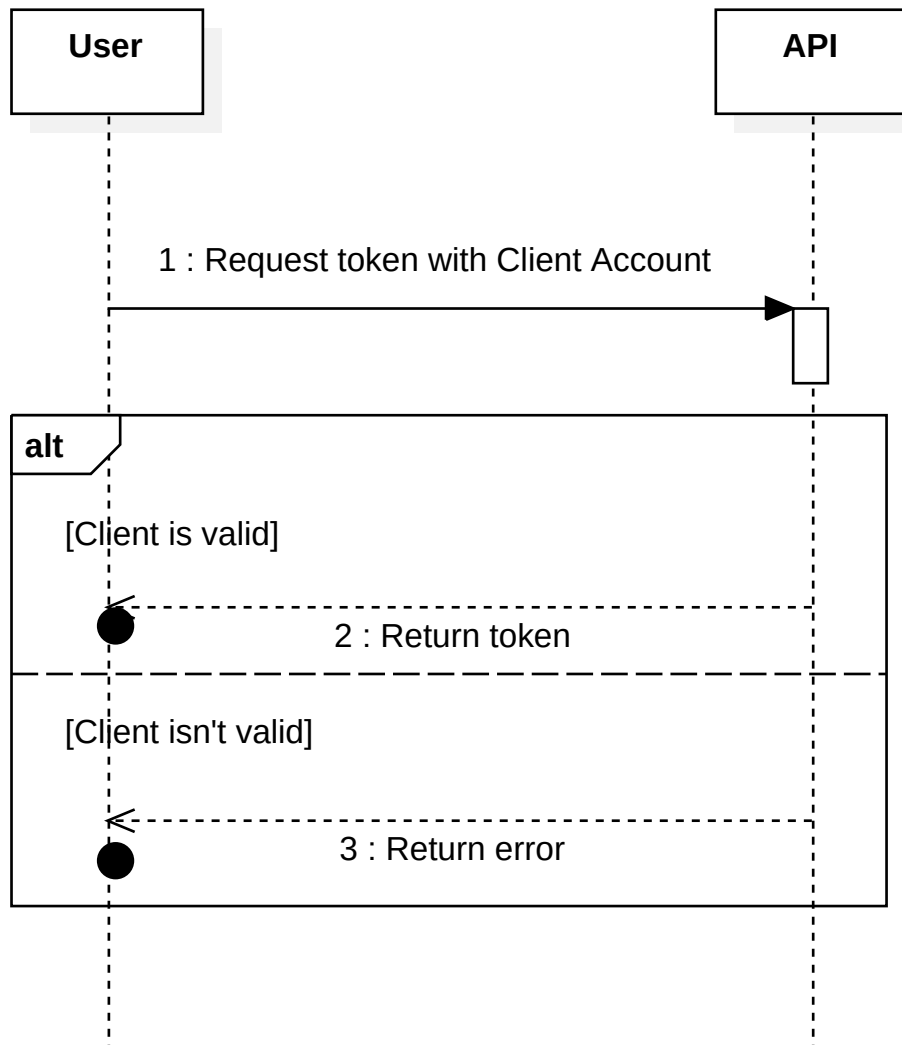 User
API
1 : Request token with Client Account
alt
[Client is valid]
2 : Return token
[Client isn't valid]
3 : Return error